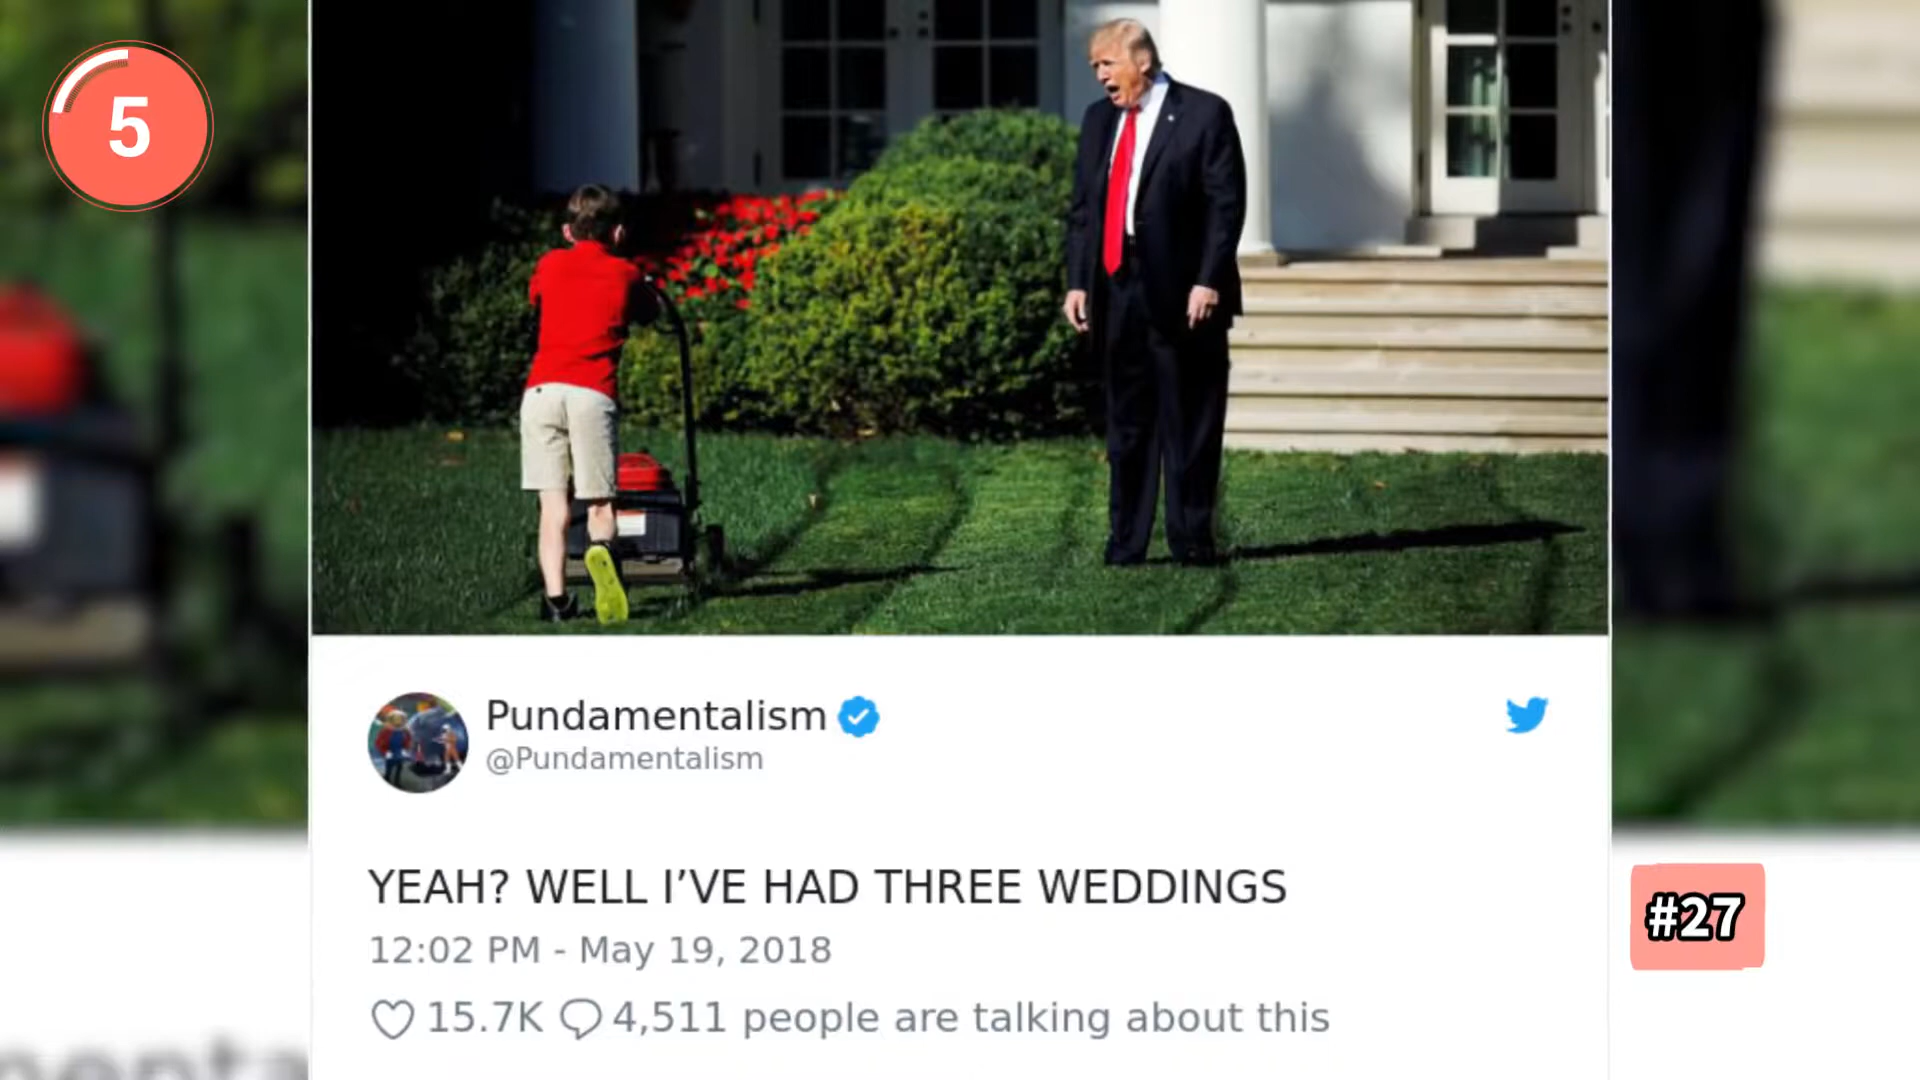 5
Pundamentalism
@Pundamentalism
YEAH? WELL I’VE HAD THREE WEDDINGS
12:02 PM - May 19, 2018
15.7K 4,511 people are talking about this
#27